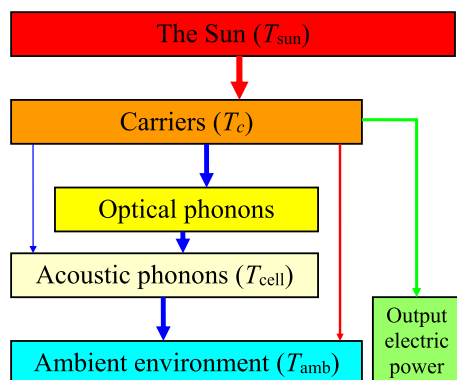 The Sun (Tsun)
Carriers (Tc)
Optical phonons
Acoustic phonons (Tcell)
Ambient environment (Tamb)
Output
electric
power